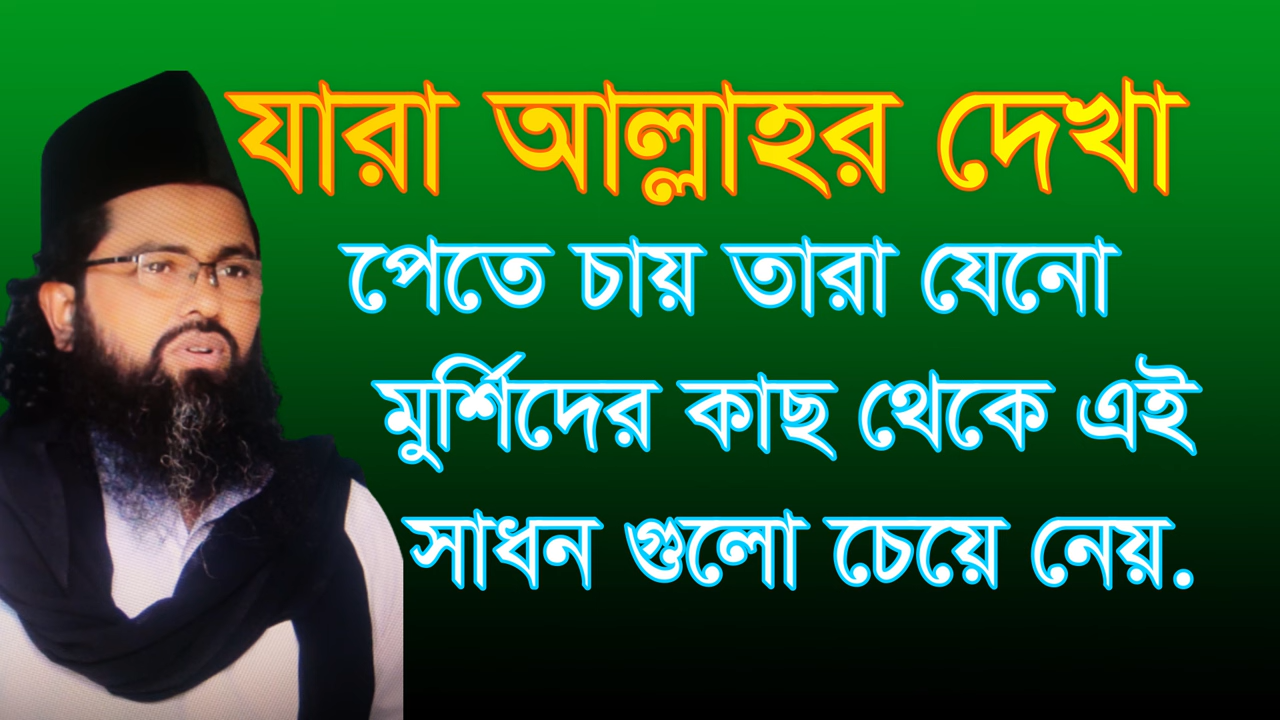 যারা আল্লাহর দেখা
পেতে চায় তারা যেনো
মুর্শিদের কাছ থেকে এই
সাধন গুলো চেয়ে নেয়.